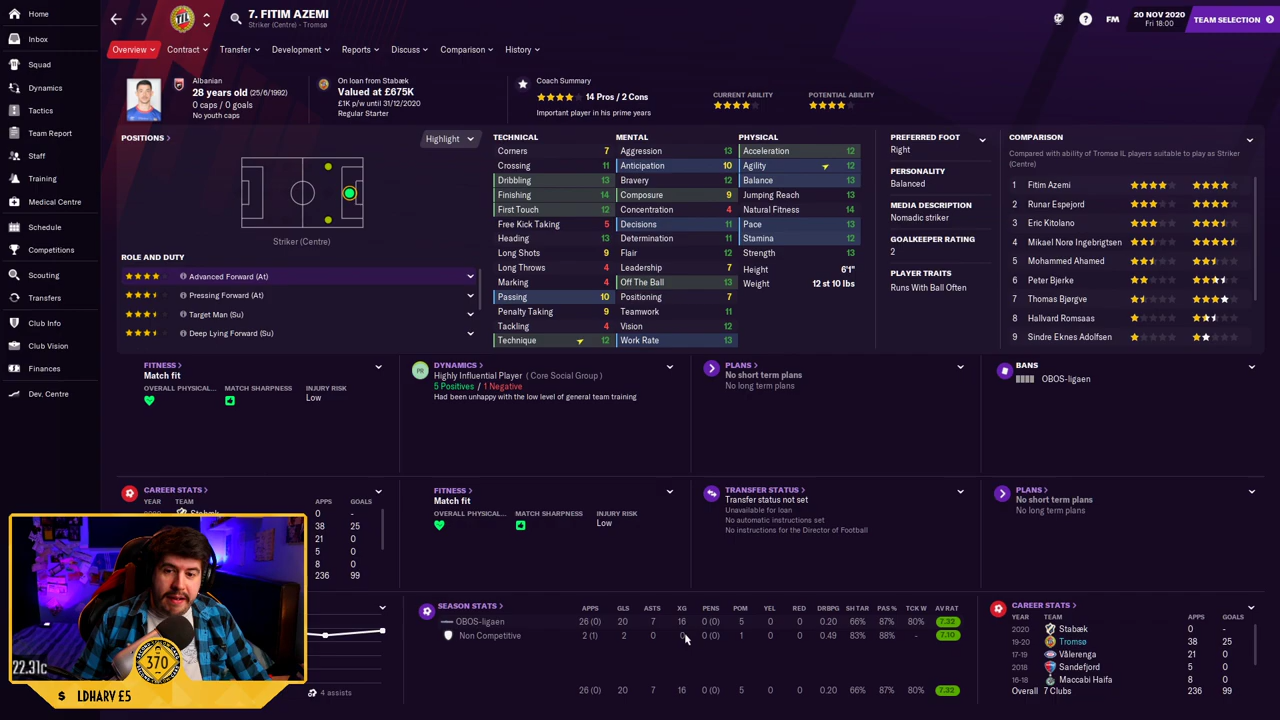 Home
Inbox
Squad
Dynamics
Tactics
Team Report
Staff
Training
Medical Centre
Schedule
Competitions
Scouting
Transfers
Club Info
Club Vision
Finances
Dev. Centre
7. FITIM AZEMI
Striker (Centre) - Tromsø
FM
20 NOV 2020
Fri 18:00
TEAM SELECTION
Overview
Contract
Transfer
Development
Reports
Discuss
Comparison
History
Albanian
28 years old (25/6/1992)
0 caps / 0 goals
No youth caps
On loan from Stabæk
Valued at £675K
£1K p/w until 31/12/2020
Regular Starter
Coach Summary
14 Pros / 2 Cons
Important player in his prime years
CURRENT ABILITY
POTENTIAL ABILITY
POSITIONS
Highlight
Striker (Centre)
ROLE AND DUTY
Advanced Forward (At)
Pressing Forward (At)
Target Man (Su)
Deep Lying Forward (Su)
TECHNICAL
Corners 7
Crossing 11
Dribbling 13
Finishing 14
First Touch 12
Free Kick Taking 5
Heading 13
Long Shots 9
Long Throws 4
Marking 4
Passing 10
Penalty Taking 9
Tackling 4
Technique 12
MENTAL
Aggression 13
Anticipation 10
Bravery 12
Composure 9
Concentration 4
Decisions 11
Determination 11
Flair 12
Leadership 7
Off The Ball 13
Positioning 7
Teamwork 11
Vision 12
Work Rate 13
PHYSICAL
Acceleration 12
Agility 12
Balance 13
Jumping Reach 13
Natural Fitness 14
Pace 13
Stamina 12
Strength 13
Height 6'1"
Weight 12 st 10 lbs
PREFERRED FOOT
Right
PERSONALITY
Balanced
MEDIA DESCRIPTION
Nomadic striker
GOALKEEPER RATING
2
PLAYER TRAITS
Runs With Ball Often
COMPARISON
Compared with ability of Tromsø IL players suitable to play as Striker
(Centre)
1 Fitim Azemi
2 Runar Espejord
3 Eric Kitolano
4 Mikael Norø Ingebrigtsen
5 Mohammed Ahamed
6 Peter Bjerke
7 Thomas Bjørgve
8 Hallvard Romsaas
9 Sindre Eknes Adolfsen
FITNESS
Match fit
OVERALL PHYSICAL... MATCH SHARPNESS INJURY RISK
Low
DYNAMICS
PR
Highly Influential Player ( Core Social Group )
5 Positives / 1 Negative
Had been unhappy with the low level of general team training
PLANS
No short term plans
No long term plans
BANS
OBOS-ligaen
CAREER STATS
YEAR TEAM APPS GOALS
Stabæk 0 -
38 25
21 0
5 0
8 0
236 99
FITNESS
Match fit
OVERALL PHYSICAL... MATCH SHARPNESS INJURY RISK
Low
TRANSFER STATUS
Transfer status not set
Unavailable for loan
No automatic instructions set
No instructions for the Director of Football
PLANS
No short term plans
No long term plans
370
22.31c
$ LDHARY £5
4 assists
SEASON STATS
APPS GLS ASTS XG PENS POM YEL RED DRBPG SH TAR PAS % TCK W AV RAT
OBOS-ligaen 26 (0) 20 7 16 0 (0) 5 0 0 0.20 66% 87% 80% 7.32
Non Competitive 2 (1) 2 0 0 0 (0) 1 0 0 0.49 83% 88% - 7.10
26 (0) 20 7 16 0 (0) 5 0 0 0.20 66% 87% 80% 7.32
CAREER STATS
YEAR TEAM APPS GOALS
2020 Stabæk 0 -
19-20 Tromsø 38 25
17-19 Vålerenga 21 0
2018 Sandefjord 5 0
16-18 Maccabi Haifa 8 0
Overall 7 Clubs 236 99